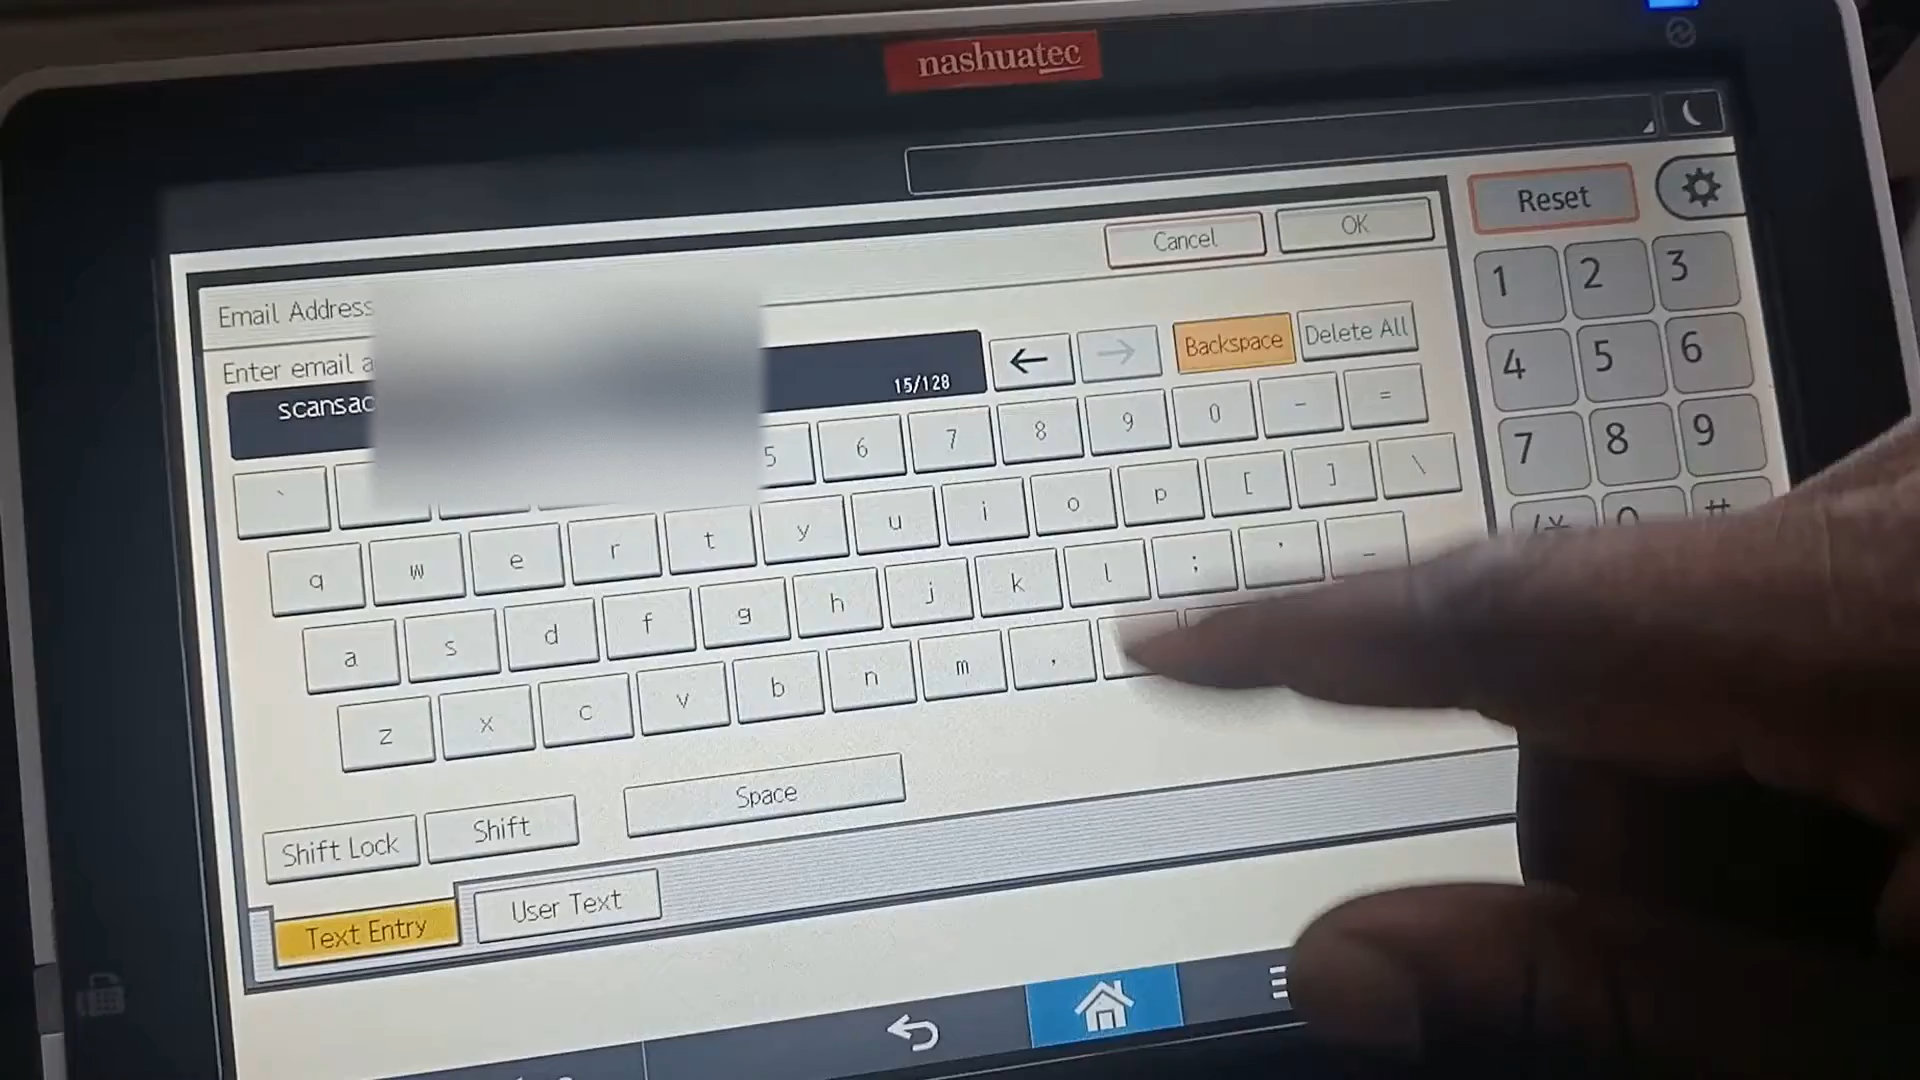 nashuatec
Reset
Cancel
OK
Email Address
Enter email a
scansac
15/128
←
→
Backspace
Delete All
1 2 3
4 5 6
7 8 9
` 5 6 7 8 9 0 - =
q w e r t y u i o p [ ] \
a s d f g h j k l ; ' _
z x c v b n m ,
Shift Lock
Shift
Space
Text Entry
User Text